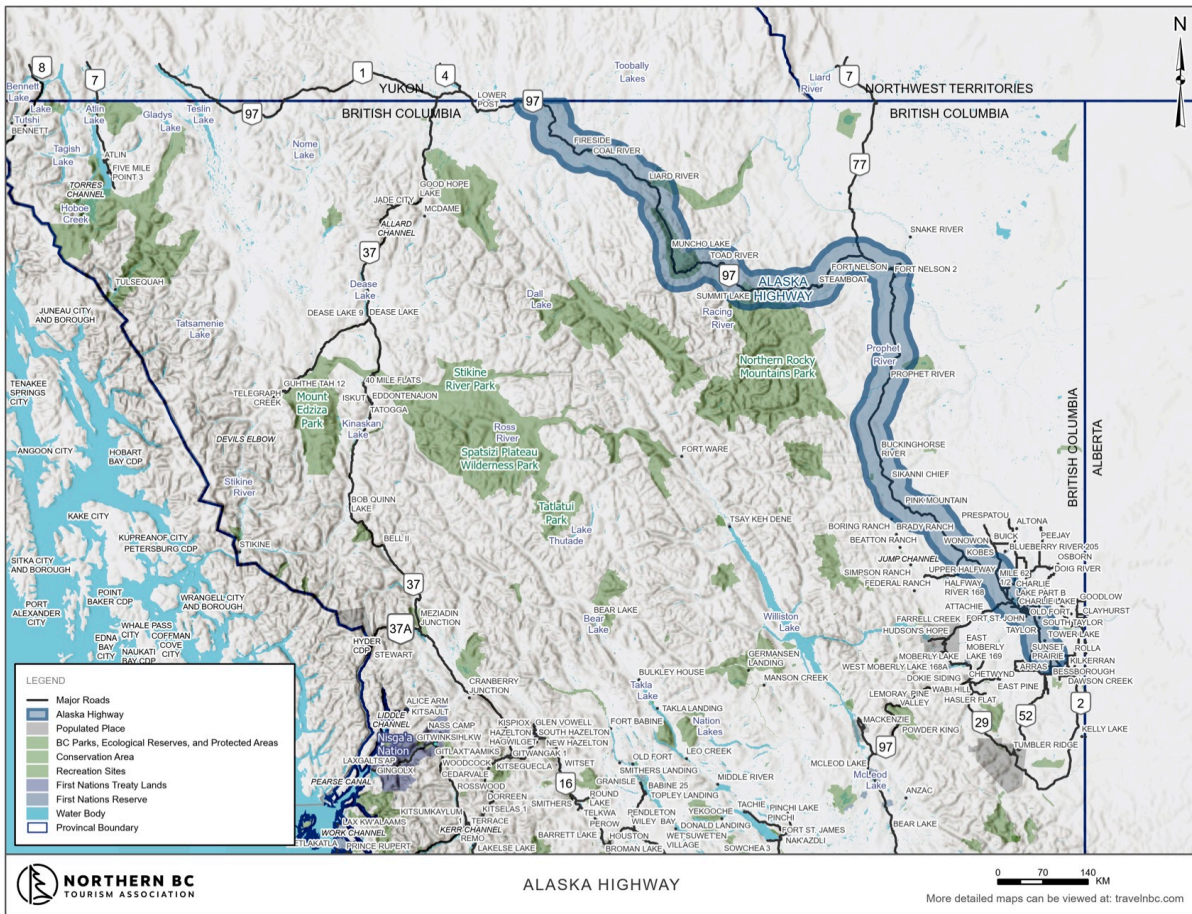 N
8
7
1
4
97
7
Toobally
Lakes
Liard
River
YUKON
NORTHWEST TERRITORIES
LOWER
POST
97
BRITISH COLUMBIA
BRITISH COLUMBIA
Bennett
Lake
Lake
Tutshi
BENNETT
Atlin
Lake
Gladys
Lake
Teslin
Lake
Nome
Lake
Tagish
Lake
ATLIN
FIVE MILE
POINT 3
TORRES
CHANNEL
Hoboe
Creek
FIRESIDE
COAL RIVER
LIARD RIVER
77
GOOD HOPE
LAKE
JADE CITY
MCDAME
ALLARD
CHANNEL
37
SNAKE RIVER
MUNCHO LAKE
TOAD RIVER
97
FORT NELSON
FORT NELSON 2
STEAMBOAT
ALASKA
HIGHWAY
SUMMIT LAKE
Racing
River
TULSEQUAH
JUNEAU CITY
AND BOROUGH
Tatsamenie
Lake
Dease
Lake
DEASE LAKE 9
DEASE LAKE
Dall
Lake
Prophet
River
PROPHET RIVER
Northern Rocky
Mountains Park
TENAKEE
SPRINGS
CITY
TELEGRAPH
CREEK
GUHTHE TAH 12
Mount
Edziza
Park
40 MILE FLATS
ISKUT
EDDONTENAJON
TATOGGA
Kinaskan
Lake
Stikine
River Park
Ross
River
Spatsizi Plateau
Wilderness Park
BRITISH COLUMBIA
ALBERTA
DEVILS ELBOW
ANGOON CITY
HOBART
BAY CDP
FORT WARE
BUCKINGHORSE
RIVER
SIKANNI CHIEF
Stikine
River
BOB QUINN
LAKE
Tatlatui
Park
Lake
Thutade
PINK MOUNTAIN
KAKE CITY
KUPREANOF CITY
PETERSBURG CDP
STIKINE
BELL II
TSAY KEH DENE
BORING RANCH
BRADY RANCH
PRESPATOU
ALTONA
BEATTON RANCH
WONOWON
BUICK
PEEJAY
JUMP CHANNEL
KOBES
BLUEBERRY RIVER 205
OSBORN
SITKA CITY
AND BOROUGH
SIMPSON RANCH
UPPER HALFWAY
MILE 62
1/2
DOIG RIVER
FEDERAL RANCH
HALFWAY
RIVER 168
CHARLIE
LAKE PART B
CHARLIE LAKE
GOODLOW
PORT
ALEXANDER
CITY
POINT
BAKER CDP
WRANGELL CITY
AND BOROUGH
37
BEAR LAKE
Bear
Lake
Williston
Lake
ATTACHIE
OLD FORT
CLAYHURST
FARRELL CREEK
FORT ST. JOHN
SOUTH TAYLOR
HUDSON'S HOPE
TAYLOR
TOWER LAKE
EDNA
BAY
CITY
WHALE PASS
CITY
COFFMAN
COVE
CITY
NAUKATI
BAY CDP
37A
MEZIADIN
JUNCTION
HYDER
CDP
STEWART
GERMANSEN
LANDING
EAST
MOBERLY
LAKE 169
MOBERLY LAKE
SUNSET
PRAIRIE
ROLLA
KILKERRAN
WEST MOBERLY LAKE 168A
ARRAS
BESSBOROUGH
DAWSON CREEK
LEGEND
Major Roads
Alaska Highway
Populated Place
BC Parks, Ecological Reserves, and Protected Areas
Conservation Area
Recreation Sites
First Nations Treaty Lands
First Nations Reserve
Water Body
Provincal Boundary
BULKLEY HOUSE
MANSON CREEK
DOKIE SIDING
CHETWYND
EAST PINE
CRANBERRY
JUNCTION
Takla
Lake
WABI HILL
HASLER FLAT
LEMORAY
PINE
VALLEY
29
52
2
ALICE ARM
KITSAULT
LIDDLE
CHANNEL
TAKLA LANDING
Nation
Lakes
MACKENZIE
POWDER KING
KELLY LAKE
NASS CAMP
GITWINKSIHLKW
Nisga'a
Nation
KISPIOX
HAZELTON
HAGWILGET
GLEN VOWELL
SOUTH HAZELTON
NEW HAZELTON
FORT BABINE
LEO CREEK
97
TUMBLER RIDGE
LAXGALTS'AP
GITLAXT'AAMIKS
GITWANGAK
WITSET
OLD FORT
MCLEOD LAKE
McLeod
Lake
GINGOLX
WOODCOCK
KITSEGUECLA
SMITHERS LANDING
MIDDLE RIVER
CEDARVALE
PEARSE CANAL
ROSSWOOD
16
GRANISLE
BABINE 25
TOPLEY LANDING
ANZAC
DORREEN
SMITHERS
ROUND
LAKE
TACHIE
PINCHI LAKE
PINCHI
KITSUMKAYLUM
KITSELAS 1
TELKWA
PENDLETON
WILEY BAY
YEKOOCHE
BEAR LAKE
LAX KW'ALAAMS
WORK CHANNEL
TERRACE
KERR CHANNEL
REMO
PEROW
DONALD LANDING
FORT ST. JAMES
ETLAKATLA
PRINCE RUPERT
LAKELSE LAKE
BARRETT LAKE
HOUSTON
BROMAN LAKE
WET'SUWET'EN
VILLAGE
SOWCHEA 3
NAK'AZDLI
NORTHERN BC
TOURISM ASSOCIATION
ALASKA HIGHWAY
0 70 140
KM
More detailed maps can be viewed at: travelnbc.com